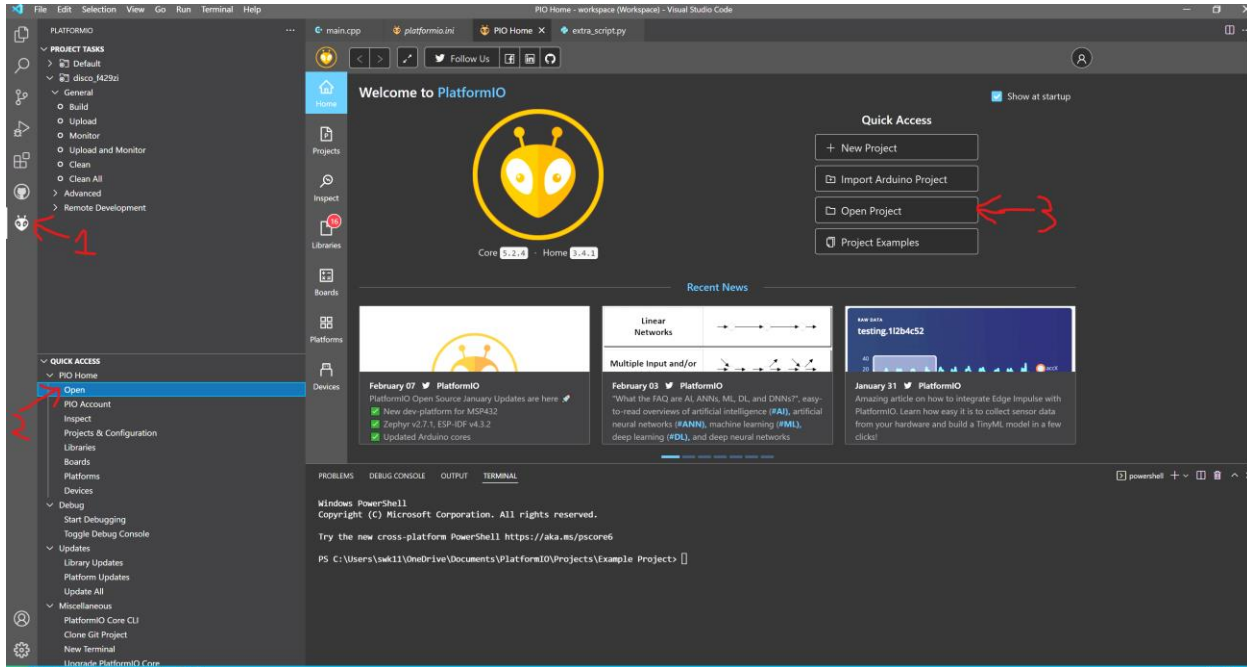 File Edit Selection View Go Run Terminal Help
PIO Home - workspace (Workspace) - Visual Studio Code
PLATFORMIO
main.cpp
platformio.ini
PIO Home
extra_script.py
PROJECT TASKS
Default
disco_f429zi
General
Build
Upload
Monitor
Upload and Monitor
Clean
Clean All
Advanced
Remote Development
1
QUICK ACCESS
PIO Home
Open
2
PIO Account
Inspect
Projects & Configuration
Libraries
Boards
Platforms
Devices
Debug
Start Debugging
Toggle Debug Console
Updates
Library Updates
Platform Updates
Update All
Miscellaneous
PlatformIO Core CLI
Clone Git Project
New Terminal
Upgrade PlatformIO Core
Follow Us
Home
Projects
Inspect
16
Libraries
Boards
Platforms
Devices
Welcome to PlatformIO
Show at startup
Core 5.2.4 · Home 3.4.1
Quick Access
+ New Project
Import Arduino Project
Open Project
3
Project Examples
Recent News
February 07 PlatformIO
PlatformIO Open Source January Updates are here
New dev-platform for MSP432
Zephyr v2.7.1, ESP-IDF v4.3.2
Updated Arduino cores
Linear
Networks
Multiple Input and/or
February 03 PlatformIO
"What the FAQ are AI, ANNs, ML, DL, and DNNs?", easy-
to-read overviews of artificial intelligence (#AI), artificial
neural networks (#ANN), machine learning (#ML),
deep learning (#DL), and deep neural networks
RAW DATA
testing.1l2b4c52
40
20
accX
January 31 PlatformIO
Amazing article on how to integrate Edge Impulse with
PlatformIO. Learn how easy it is to collect sensor data
from your hardware and build a TinyML model in a few
clicks!
PROBLEMS DEBUG CONSOLE OUTPUT TERMINAL
powershell
Windows PowerShell
Copyright (C) Microsoft Corporation. All rights reserved.
Try the new cross-platform PowerShell https://aka.ms/pscore6
PS C:\Users\swk11\OneDrive\Documents\PlatformIO\Projects\Example Project>